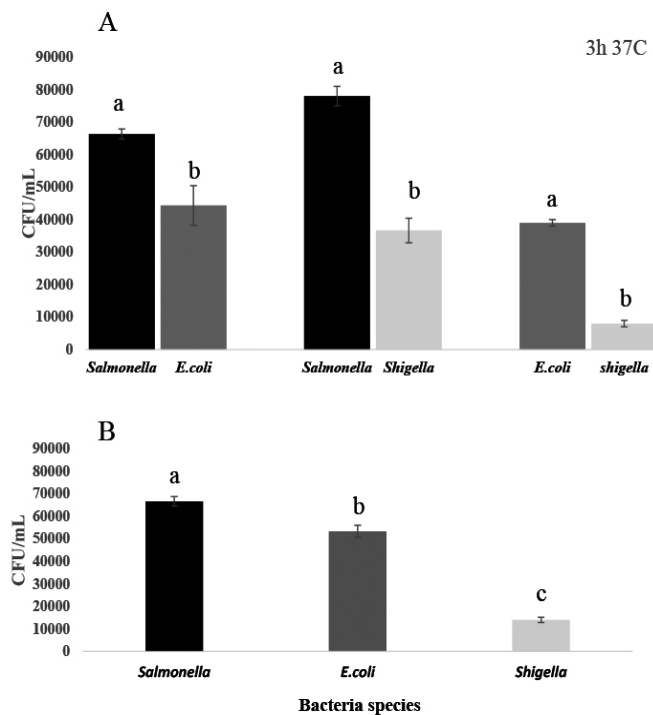 A
3h 37C
90000
80000
70000
60000
50000
40000
30000
20000
10000
0
CFU/mL
a
b
a
b
a
b
Salmonella E.coli Salmonella Shigella E.coli shigella
B
90000
80000
70000
60000
50000
40000
30000
20000
10000
0
CFU/mL
a
b
c
Salmonella E.coli Shigella
Bacteria species